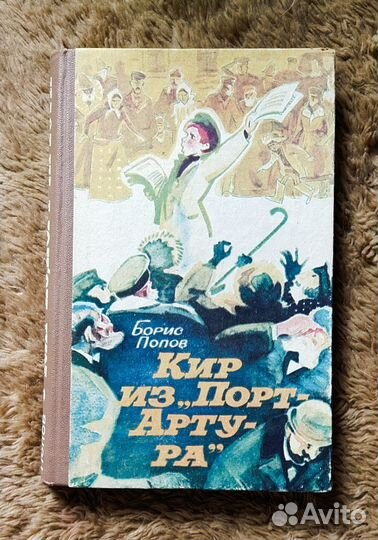 Борис
Попов
Кир
из „Порт-
Арту-
ра"
Avito